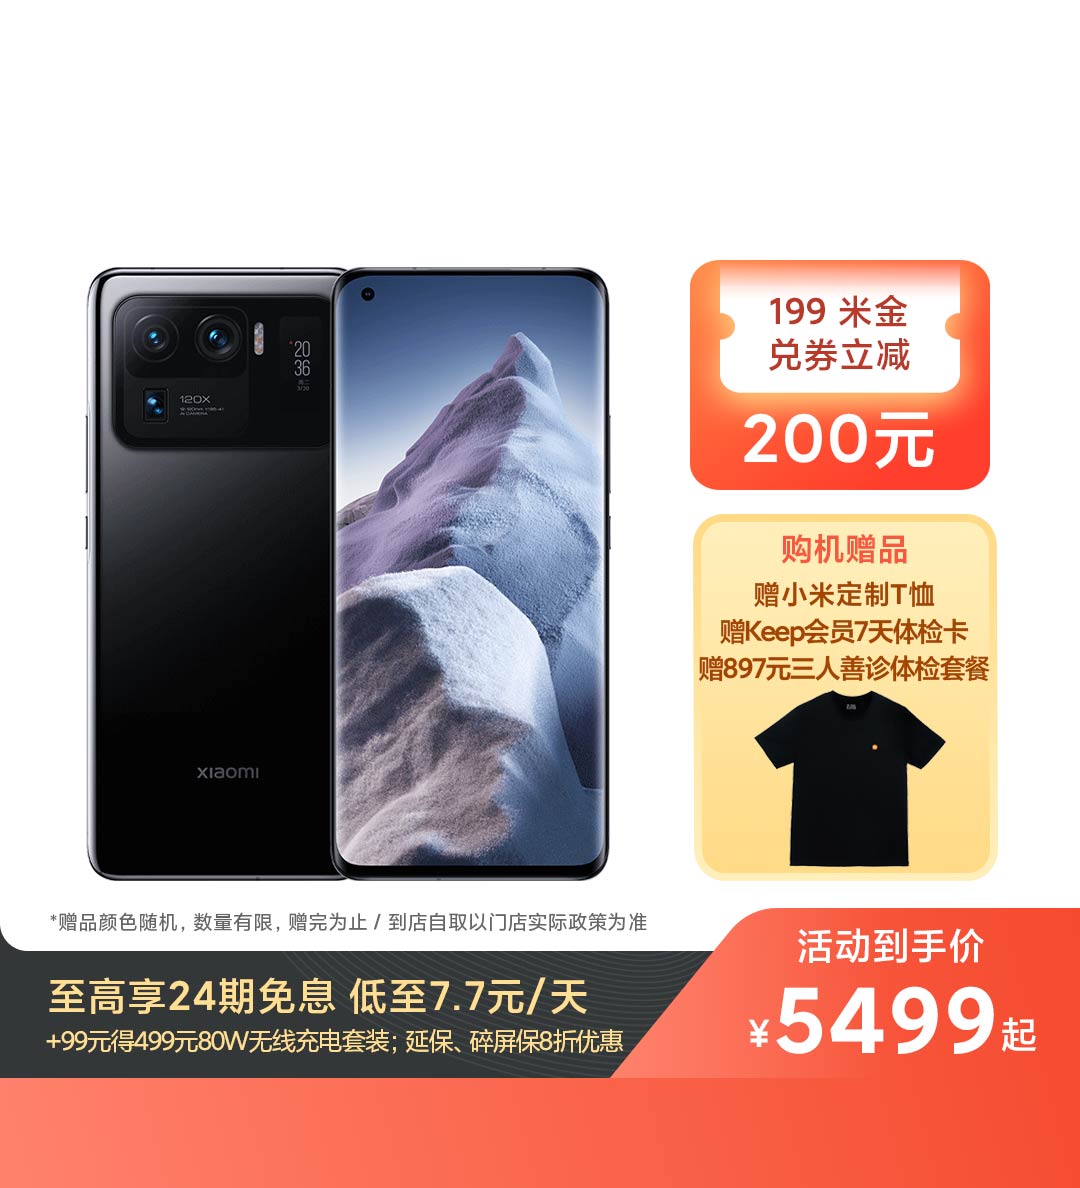 199 米金
兑券立减
200元
20
36
周二
3/30
120X
购机赠品
赠小米定制T恤
赠Keep会员7天体检卡
赠897元三人善诊体检套餐
xiaomi
*赠品颜色随机，数量有限，赠完为止 / 到店自取以门店实际政策为准
至高享24期免息 低至7.7元/天
+99元得499元80W无线充电套装；延保、碎屏保8折优惠
活动到手价
¥5499起